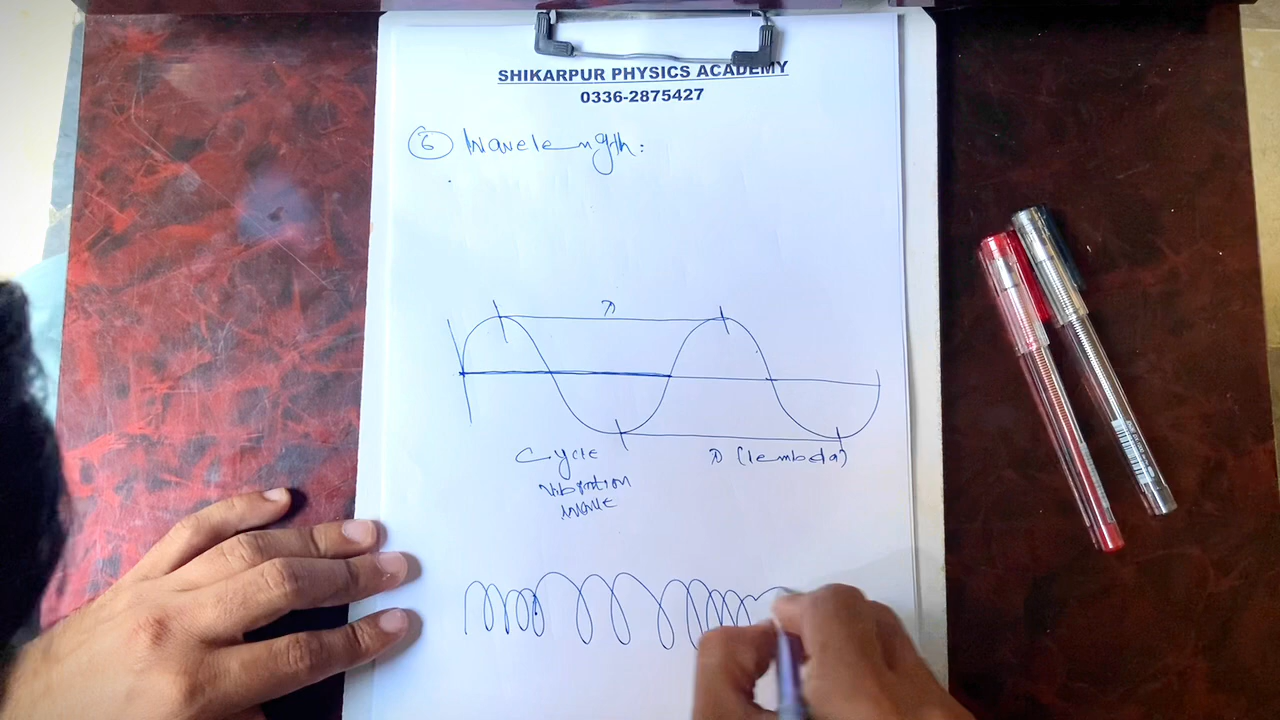 SHIKARPUR PHYSICS ACADEMY
0336-2875427
6 Wavelength:
λ
Cycle
Vibration
wave
λ (lembda)